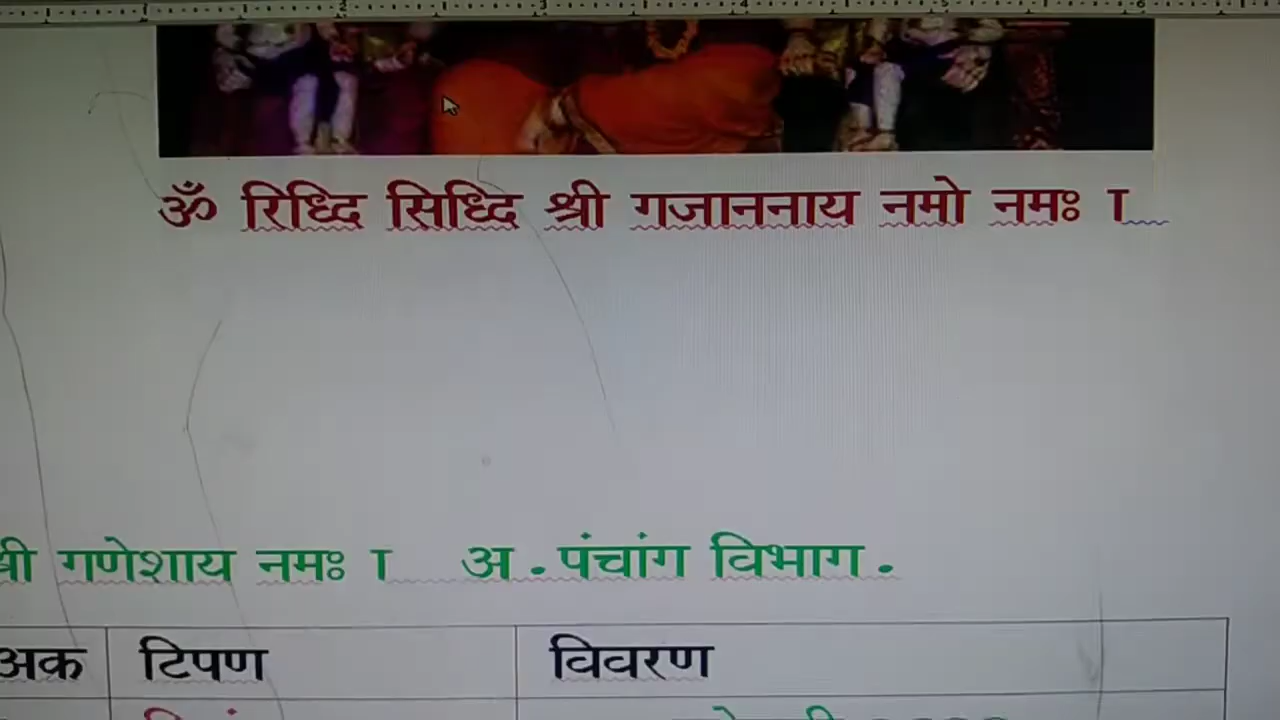 ॐ रिध्दि सिध्दि श्री गजाननाय नमो नमः ा
श्री गणेशाय नमः ा अ . पंचांग विभाग .
अक्र टिपण विवरण